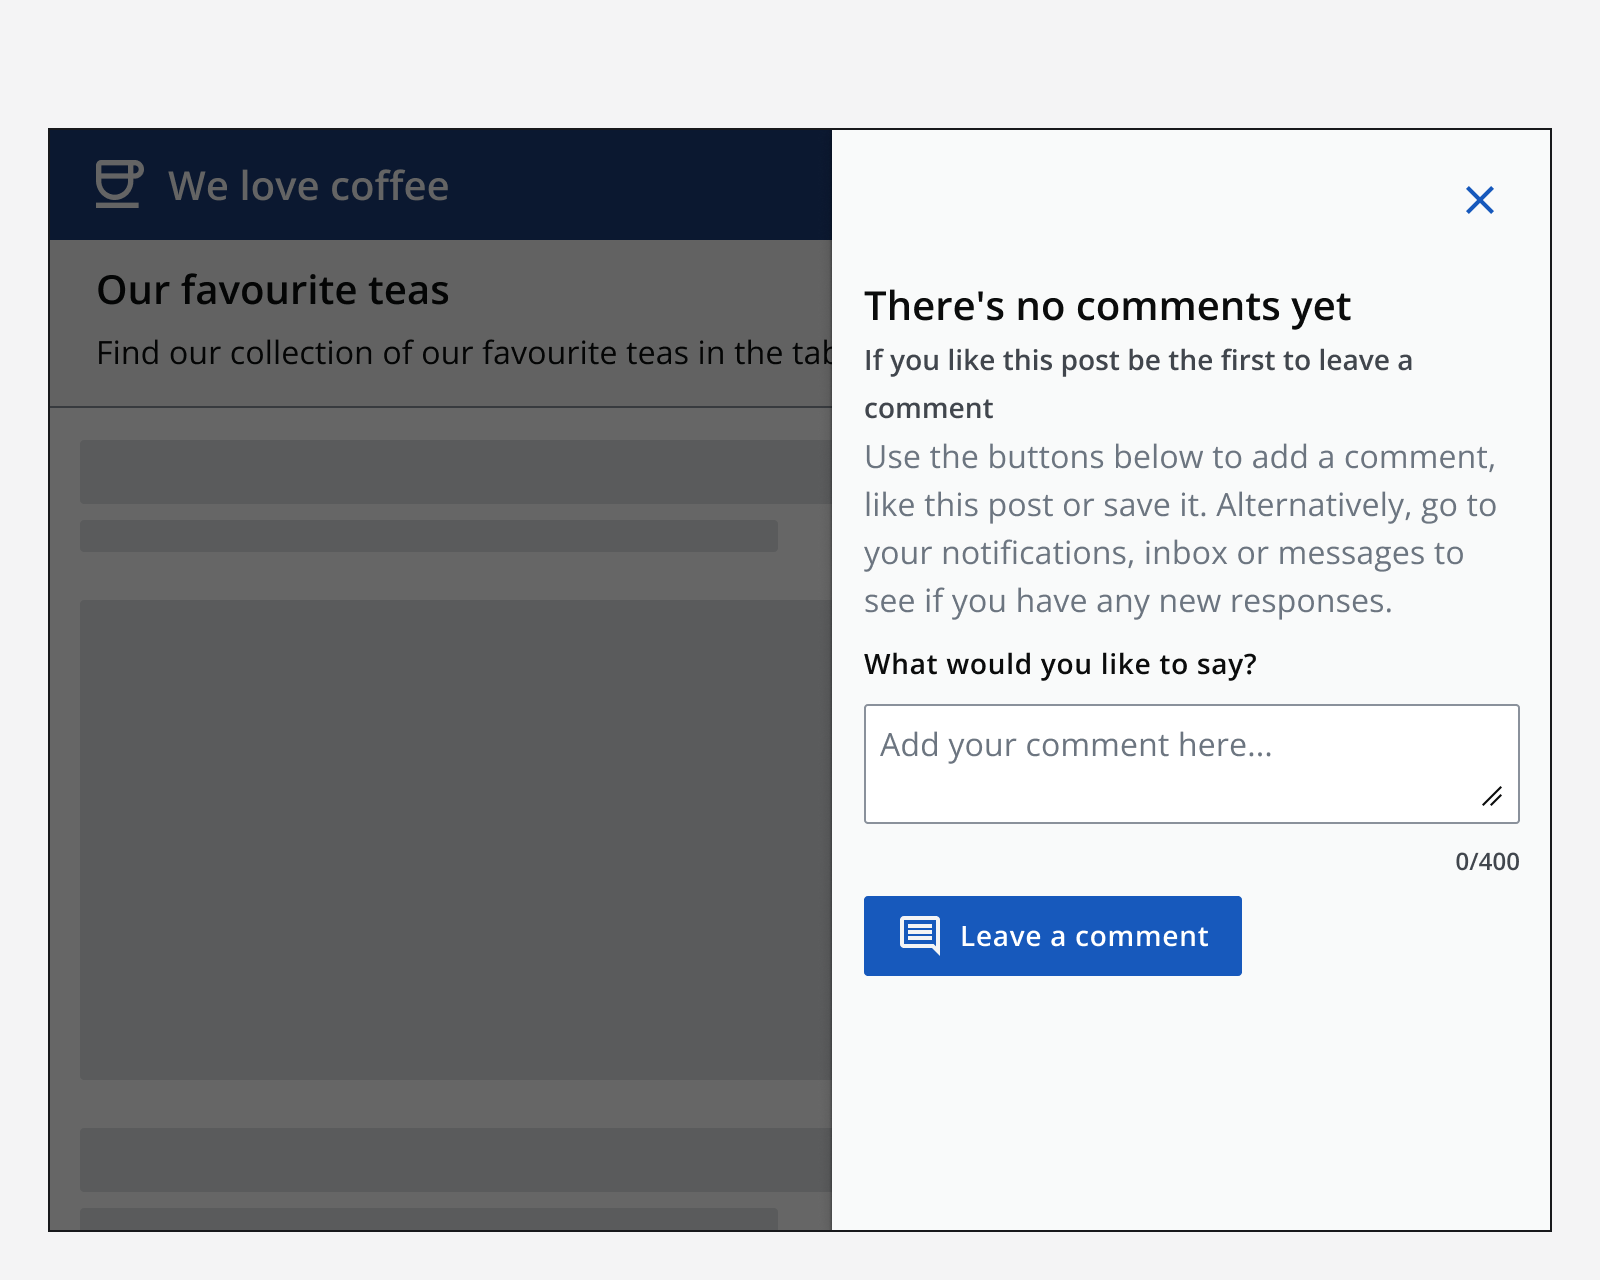 We love coffee
Our favourite teas
Find our collection of our favourite teas in the
There's no comments yet
If you like this post be the first to leave a
comment
Use the buttons below to add a comment,
like this post or save it. Alternatively, go to
your notifications, inbox or messages to
see if you have any new responses.
What would you like to say?
Add your comment here...
0/400
Leave a comment